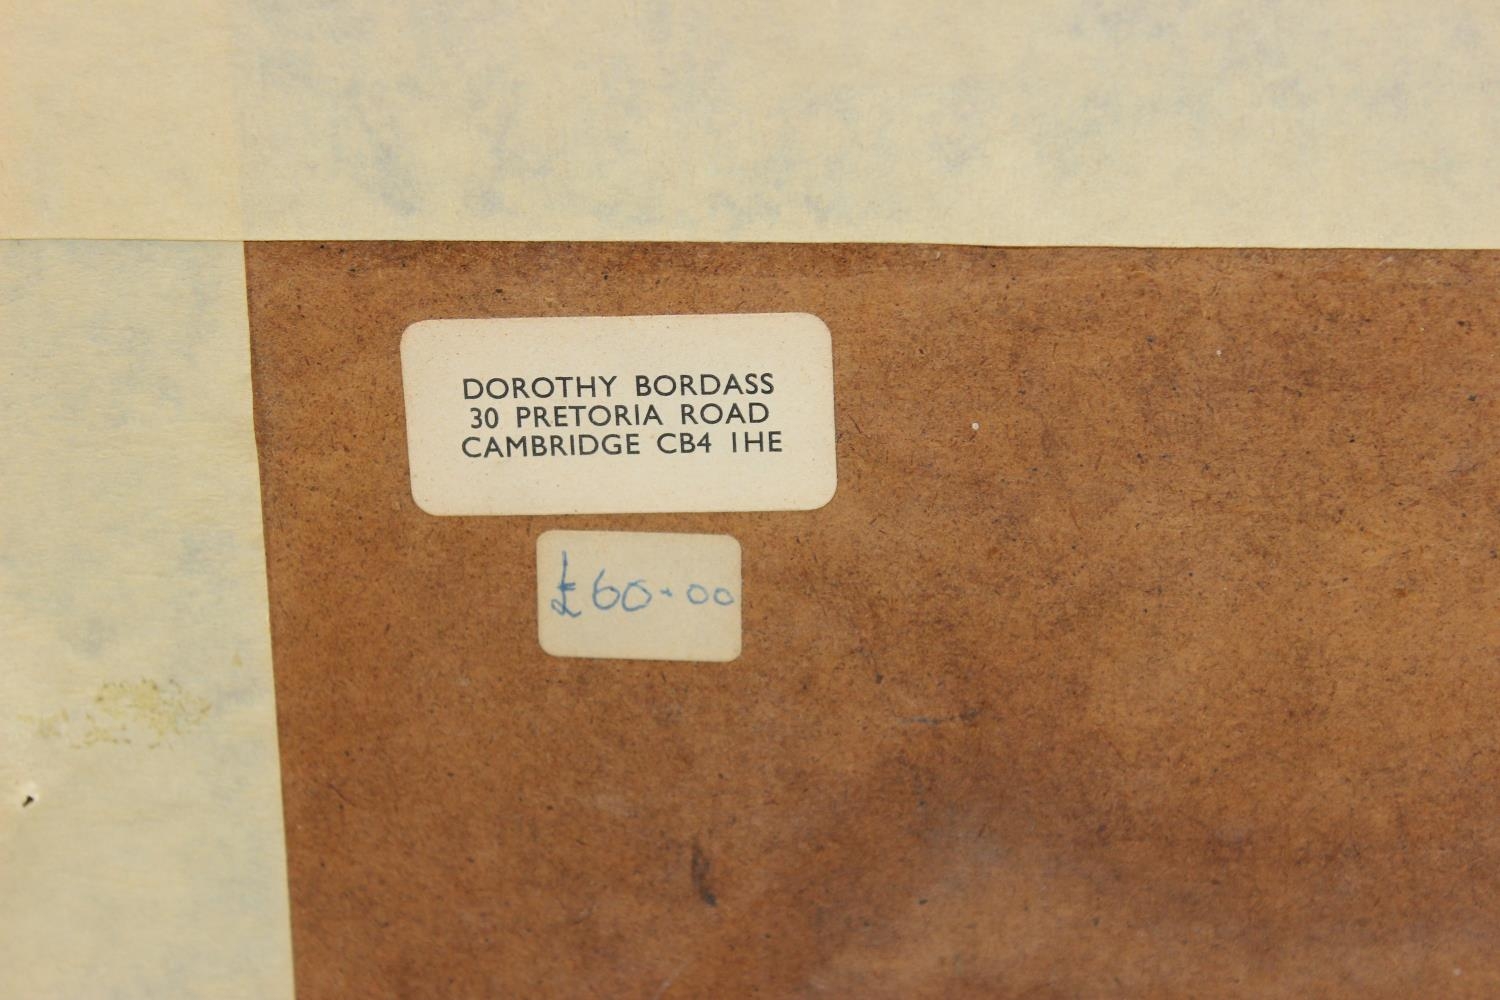 DOROTHY BORDASS
30 PRETORIA ROAD
CAMBRIDGE CB4 1HE
£60.00